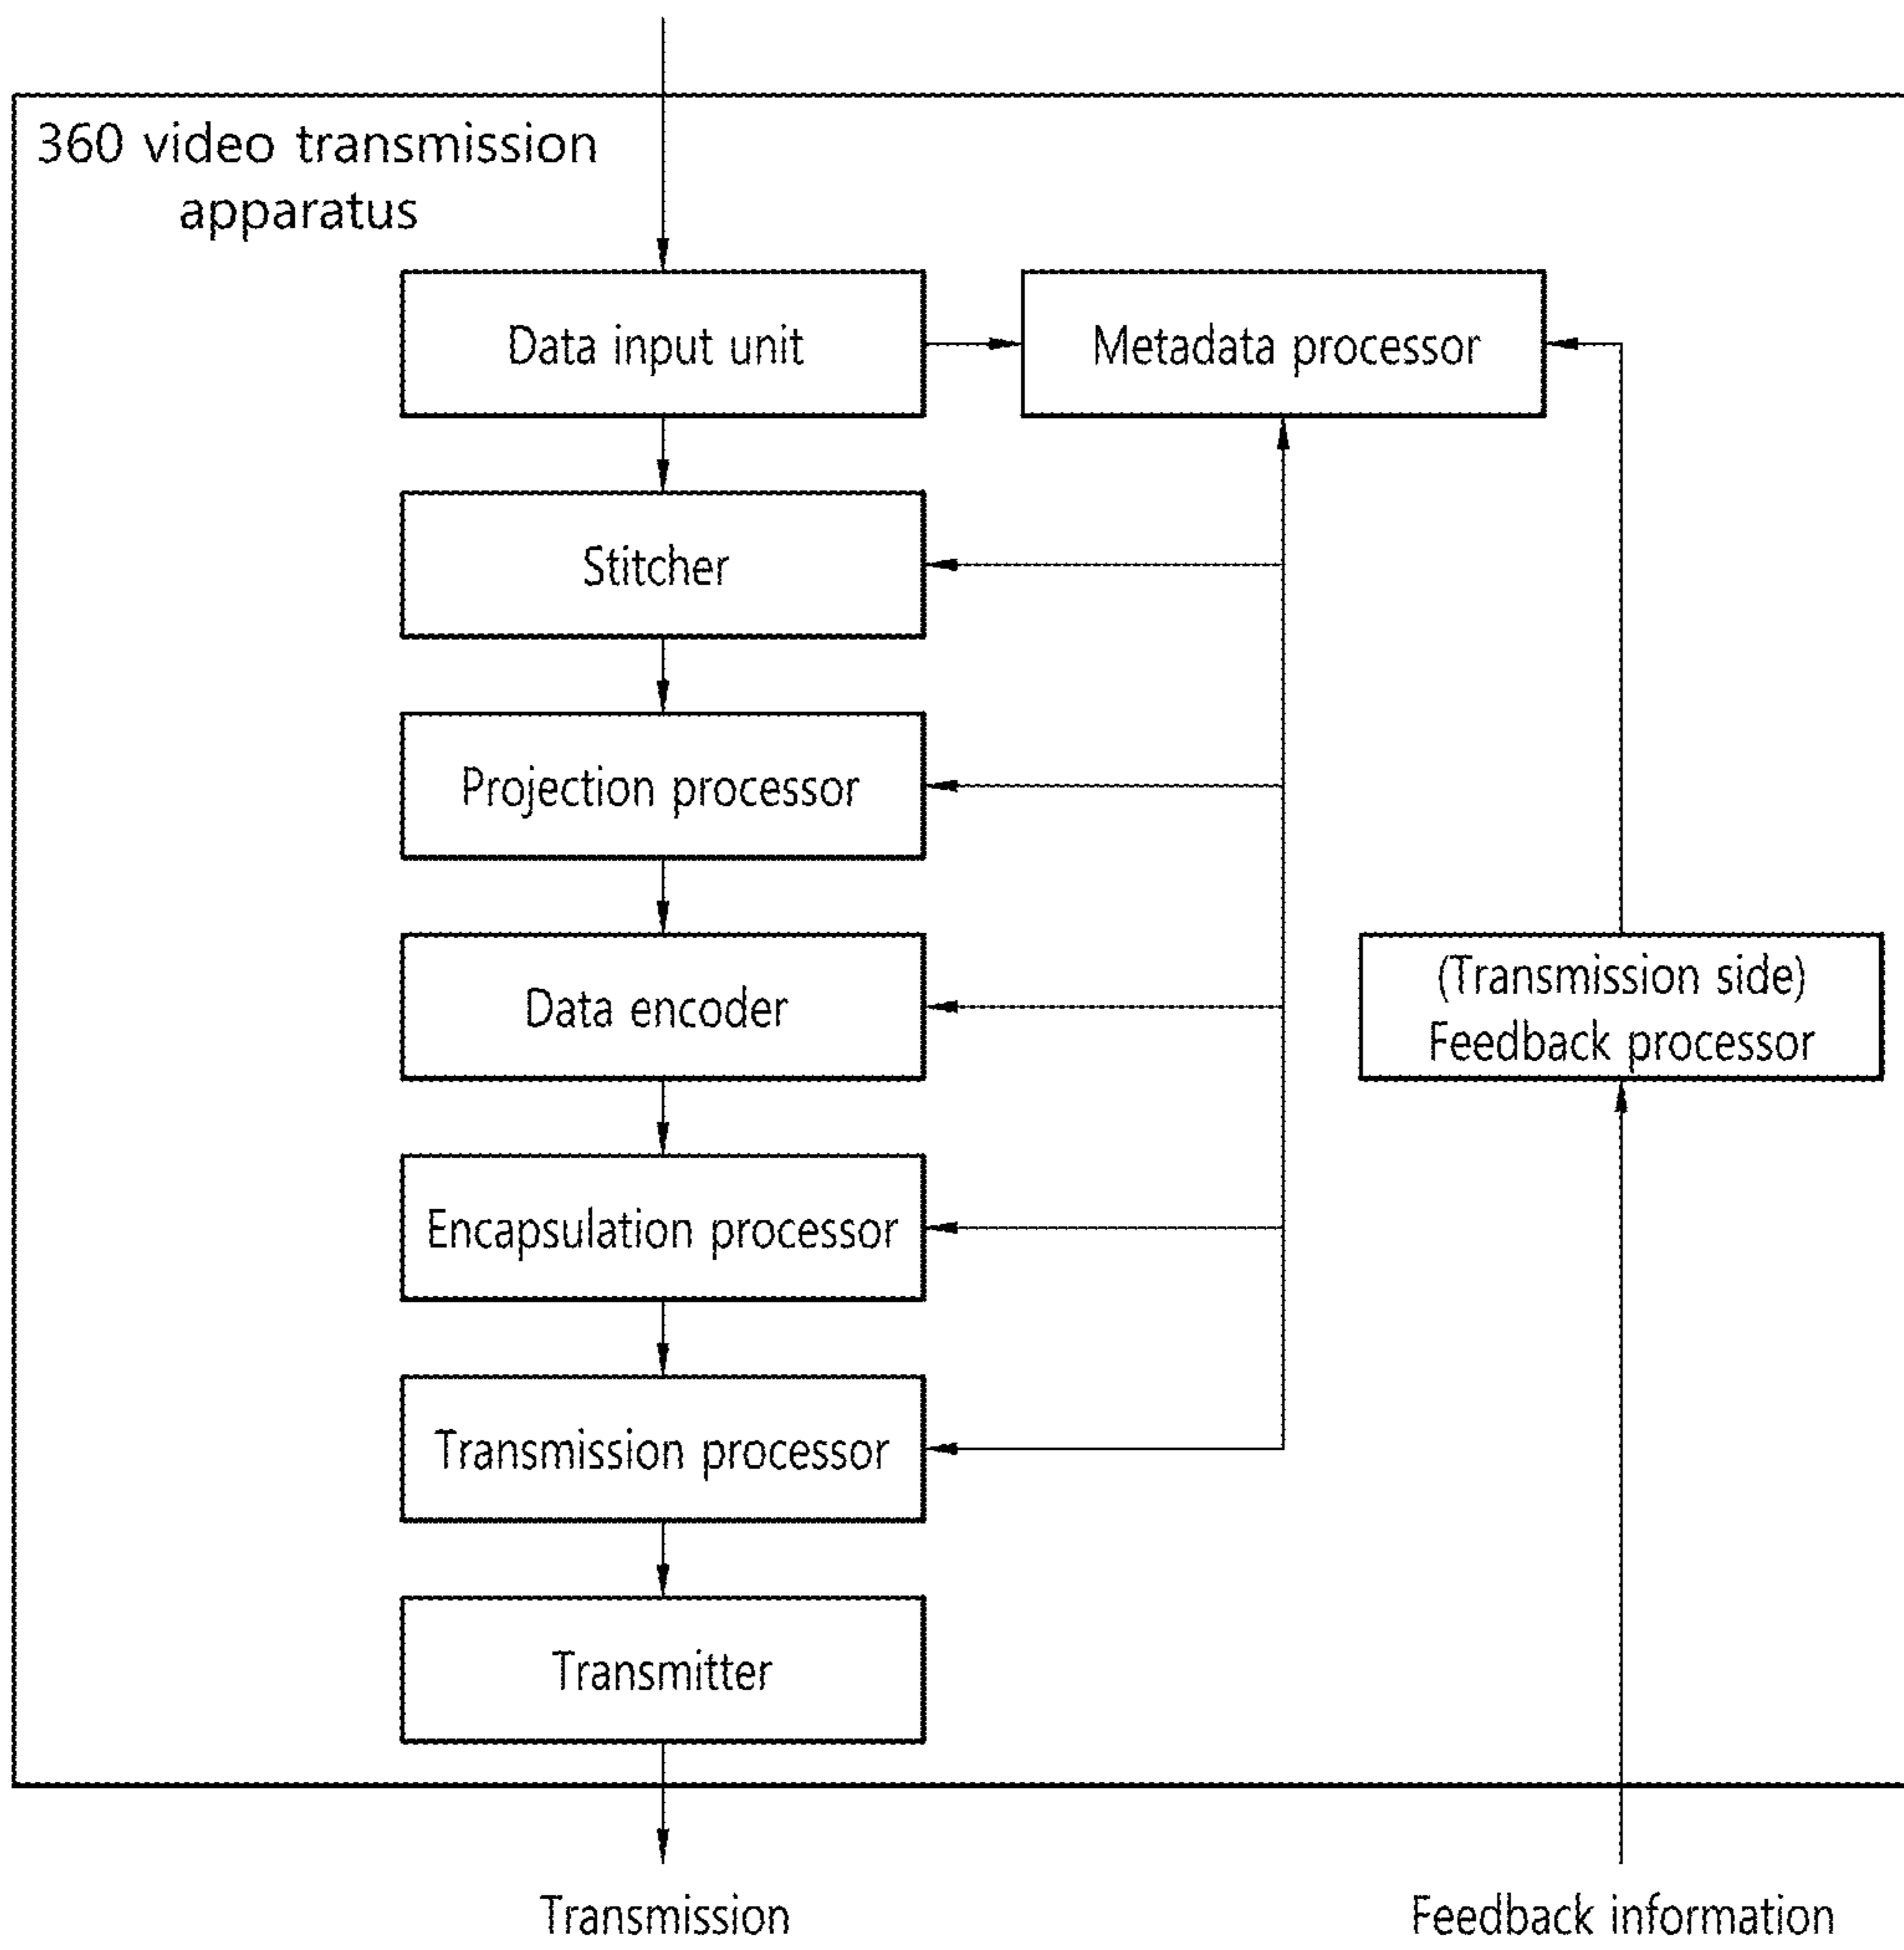 360 video transmission
apparatus
Data input unit
Metadata processor
Stitcher
Projection processor
Data encoder
(Transmission side)
Feedback processor
Encapsulation processor
Transmission processor
Transmitter
Transmission
Feedback information